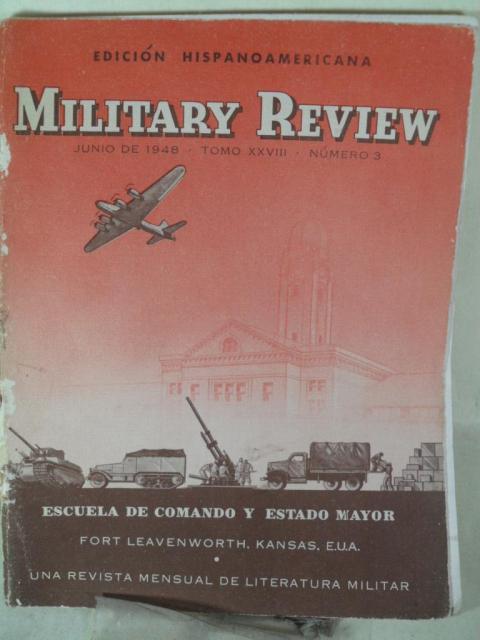 EDICIÓN HISPANOAMERICANA
MILITARY REVIEW
JUNIO DE 1948 · TOMO XXVIII · NÚMERO 3
ESCUELA DE COMANDO Y ESTADO MAYOR
FORT LEAVENWORTH, KANSAS, E.U.A.
•
UNA REVISTA MENSUAL DE LITERATURA MILITAR